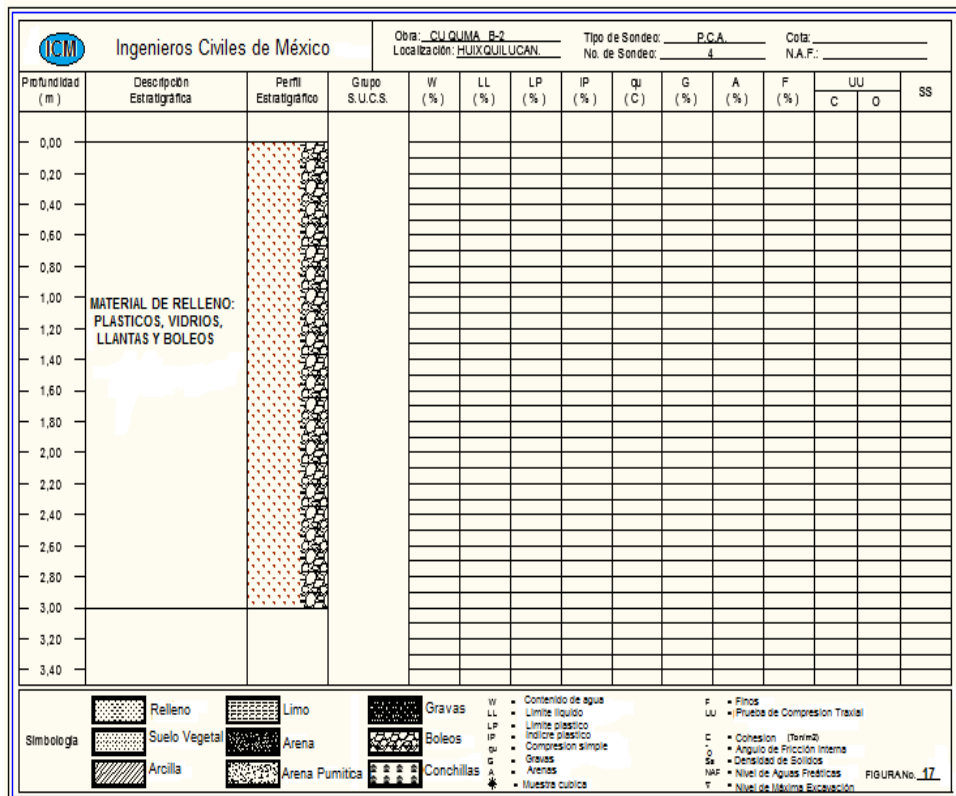 ICM
Ingenieros Civiles de México
Obra: CU QUMA B-2
Localización: HUIXQUILUCAN.
Tipo de Sondeo: P.C.A.
No. de Sondeo: 4
Cota:
N.A.F.:
Profundidad
( m )
Descripción
Estratigráfica
Perfil
Estratigráfico
Grupo
S.U.C.S.
W
( % )
LL
( % )
LP
( % )
IP
( % )
qu
( C )
G
( % )
A
( % )
F
( % )
UU
C
O
SS
0,00
0,20
0,40
0,60
0,80
1,00
1,20
1,40
1,60
1,80
2,00
2,20
2,40
2,60
2,80
3,00
3,20
3,40
MATERIAL DE RELLENO:
PLASTICOS, VIDRIOS,
LLANTAS Y BOLEOS
Simbología
Relleno
Suelo Vegetal
Arcilla
Limo
Arena
Arena Pumitica
Gravas
Boleos
Conchillas
W = Contenido de agua
LL = Limite liquido
LP = Limite plastico
IP = Indicre plastico
qu = Compresion simple
G = Gravas
A = Arenas
= Muestra cubica
F = Finos
UU = Prueba de Compresion Traxial
C = Cohesion (Ton/m2)
O = Angulo de Fricción Interna
Ss = Densidad de Solidos
NAF = Nivel de Aguas Freáticas
= Nivel de Máxima Excavación
FIGURA No. 17